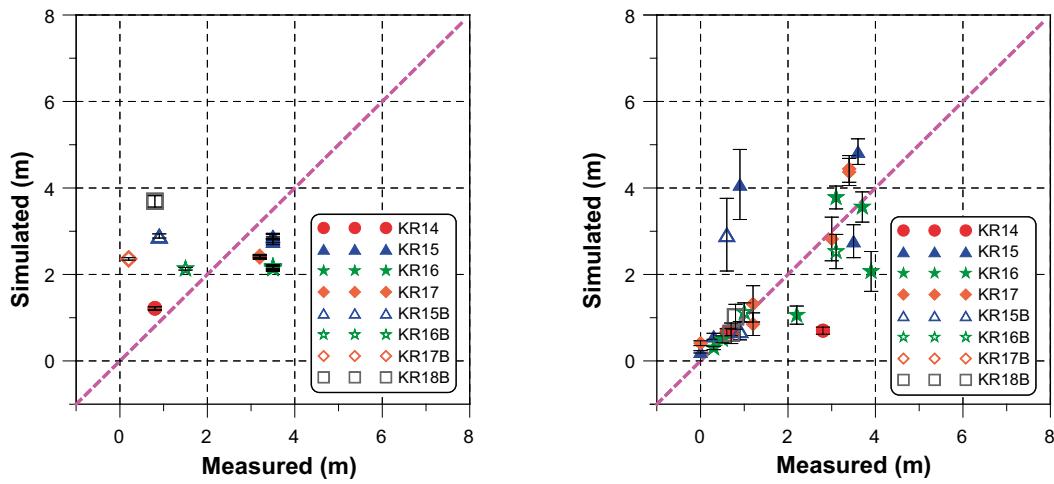 8
6
4
2
0
Simulated (m)
0 2 4 6 8
Measured (m)
KR14
KR15
KR16
KR17
KR15B
KR16B
KR17B
KR18B
8
6
4
2
0
Simulated (m)
0 2 4 6 8
Measured (m)
KR14
KR15
KR16
KR17
KR15B
KR16B
KR17B
KR18B